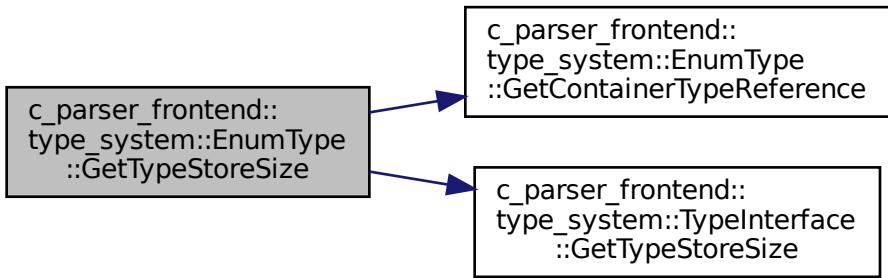 c_parser_frontend::
type_system::EnumType
::GetTypeStoreSize
c_parser_frontend::
type_system::EnumType
::GetContainerTypeReference
c_parser_frontend::
type_system::TypeInterface
::GetTypeStoreSize